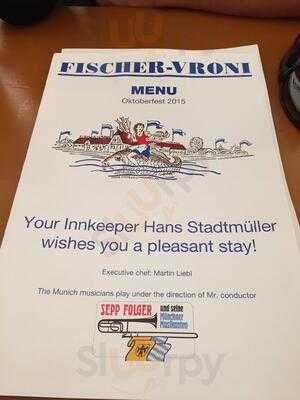 FISCHER-VRONI
MENU
Oktoberfest 2015
Your Innkeeper Hans Stadtmüller
wishes you a pleasant stay!
Executive chef: Martin Liebl
The Munich musicians play under the direction of Mr. conductor
SEPP FOLGER
und seine
Münchner
Sluurpy